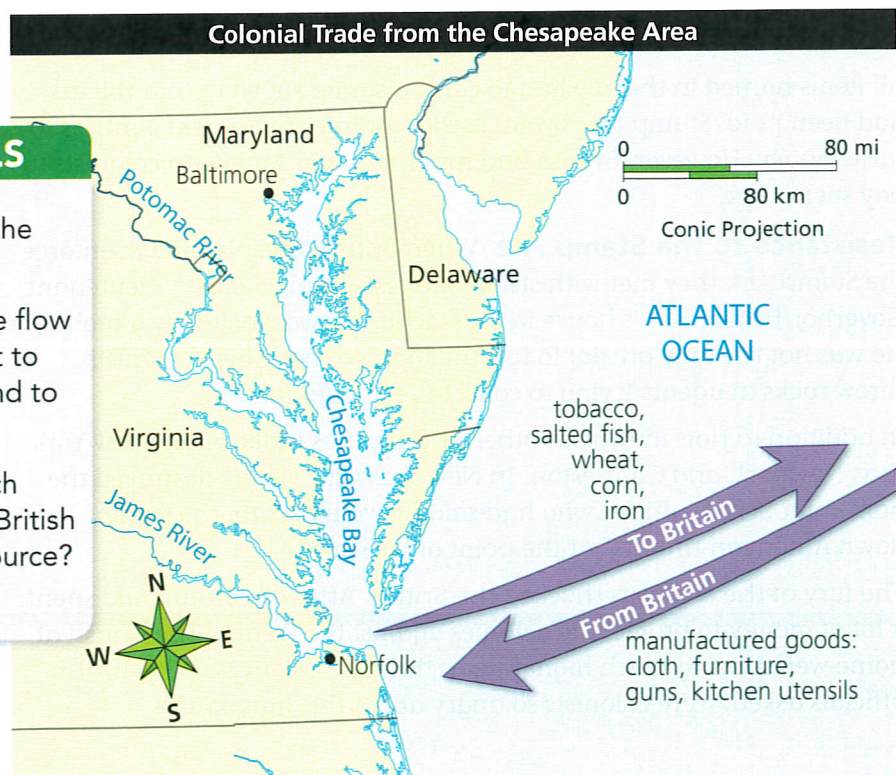 Colonial Trade from the Chesapeake Area
LS
he
e flow
t to
nd to
th
British
ource?
Maryland
Baltimore
Potomac River
Delaware
Virginia
Chesapeake Bay
James River
Norfolk
0 80 mi
0 80 km
Conic Projection
ATLANTIC
OCEAN
tobacco,
salted fish,
wheat,
corn,
iron
To Britain
From Britain
manufactured goods:
cloth, furniture,
guns, kitchen utensils
N
W E
S